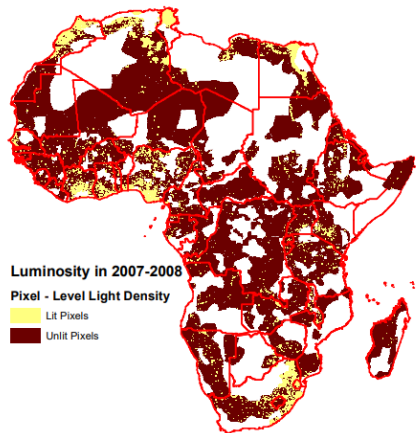 Luminosity in 2007-2008
Pixel - Level Light Density
Lit Pixels
Unlit Pixels